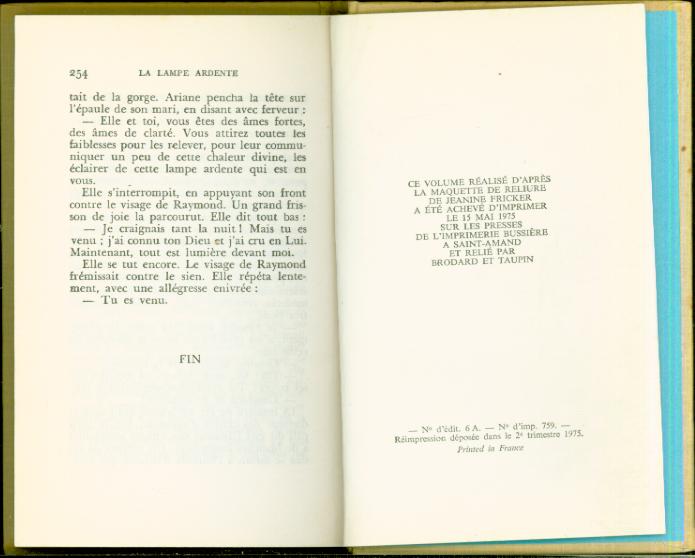 254 LA LAMPE ARDENTE
tait de la gorge. Ariane pencha la tête sur
l'épaule de son mari, en disant avec ferveur :
— Elle et toi, vous êtes des âmes fortes,
des âmes de clarté. Vous attirez toutes les
faiblesses pour les relever, pour leur commu-
niquer un peu de cette chaleur divine, les
éclairer de cette lampe ardente qui est en
vous.
Elle s'interrompit, en appuyant son front
contre le visage de Raymond. Un grand fris-
son de joie la parcourut. Elle dit tout bas :
— Je craignais tant la nuit ! Mais tu es
venu ; j'ai connu ton Dieu et j'ai cru en Lui.
Maintenant, tout est lumière devant moi.
Elle se tut encore. Le visage de Raymond
frémissait contre le sien. Elle répéta lente-
ment, avec une allégresse enivrée :
— Tu es venu.
FIN
CE VOLUME RÉALISÉ D'APRÈS
LA MAQUETTE DE RELIURE
DE JEANINE FRICKER
A ÉTÉ ACHEVÉ D'IMPRIMER
LE 15 MAI 1975
SUR LES PRESSES
DE L'IMPRIMERIE BUSSIÈRE
A SAINT-AMAND
ET RELIÉ PAR
BRODARD ET TAUPIN
— Nº d'édit. 6 A. — Nº d'imp. 759. —
Réimpression déposée dans le 2e trimestre 1975.
Printed in France